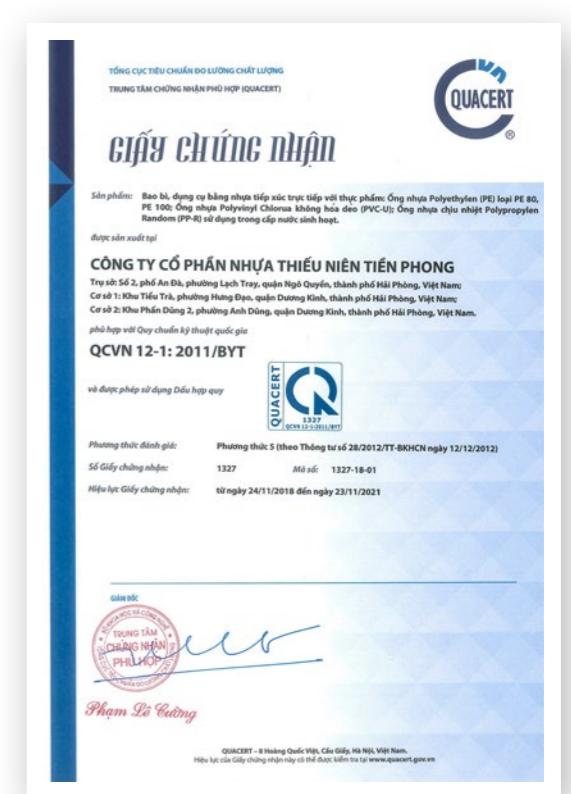 TỔNG CỤC TIÊU CHUẨN ĐO LƯỜNG CHẤT LƯỢNG
TRUNG TÂM CHỨNG NHẬN PHÙ HỢP (QUACERT)
QUACERT
®
GIẤY CHỨNG NHẬN
Sản phẩm: Bao bì, dụng cụ bằng nhựa tiếp xúc trực tiếp với thực phẩm: Ống nhựa Polyethylen (PE) loại PE 80,
PE 100; Ống nhựa Polyvinyl Chlorua không hóa dẻo (PVC-U); Ống nhựa chịu nhiệt Polypropylen
Random (PP-R) sử dụng trong cấp nước sinh hoạt.
được sản xuất tại
CÔNG TY CỔ PHẦN NHỰA THIẾU NIÊN TIỀN PHONG
Trụ sở: Số 2, phố An Đà, phường Lạch Tray, quận Ngô Quyền, thành phố Hải Phòng, Việt Nam;
Cơ sở 1: Khu Tiểu Trà, phường Hưng Đạo, quận Dương Kinh, thành phố Hải Phòng, Việt Nam;
Cơ sở 2: Khu Phấn Dũng 2, phường Anh Dũng, quận Dương Kinh, thành phố Hải Phòng, Việt Nam.
phù hợp với Quy chuẩn kỹ thuật quốc gia
QCVN 12-1: 2011/BYT
và được phép sử dụng Dấu hợp quy
QUACERT
1327
QCVN 12-1:2011/BYT
Phương thức đánh giá: Phương thức 5 (theo Thông tư số 28/2012/TT-BKHCN ngày 12/12/2012)
Số Giấy chứng nhận: 1327 Mã số: 1327-18-01
Hiệu lực Giấy chứng nhận: từ ngày 24/11/2018 đến ngày 23/11/2021
GIÁM ĐỐC
TRUNG TÂM
CHỨNG NHẬN
PHÙ HỢP
Phạm Lê Cường
QUACERT – 8 Hoàng Quốc Việt, Cầu Giấy, Hà Nội, Việt Nam.
Hiệu lực của Giấy chứng nhận này có thể được kiểm tra tại www.quacert.gov.vn